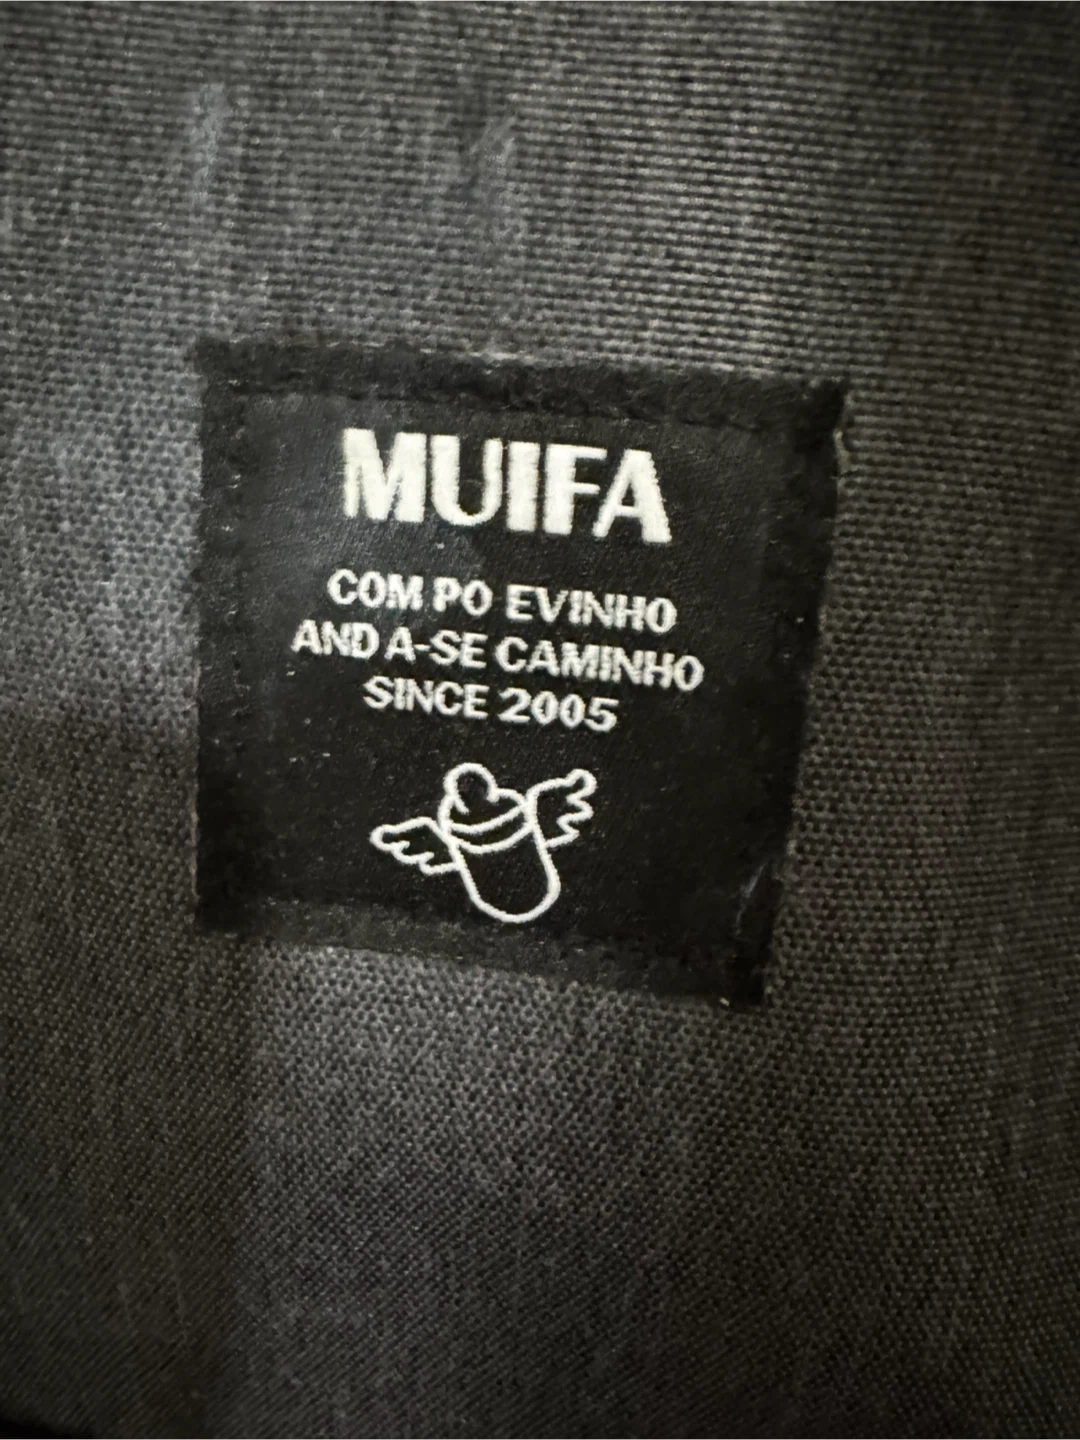 MUIFA
COM PO EVINHO
AND A-SE CAMINHO
SINCE 2005